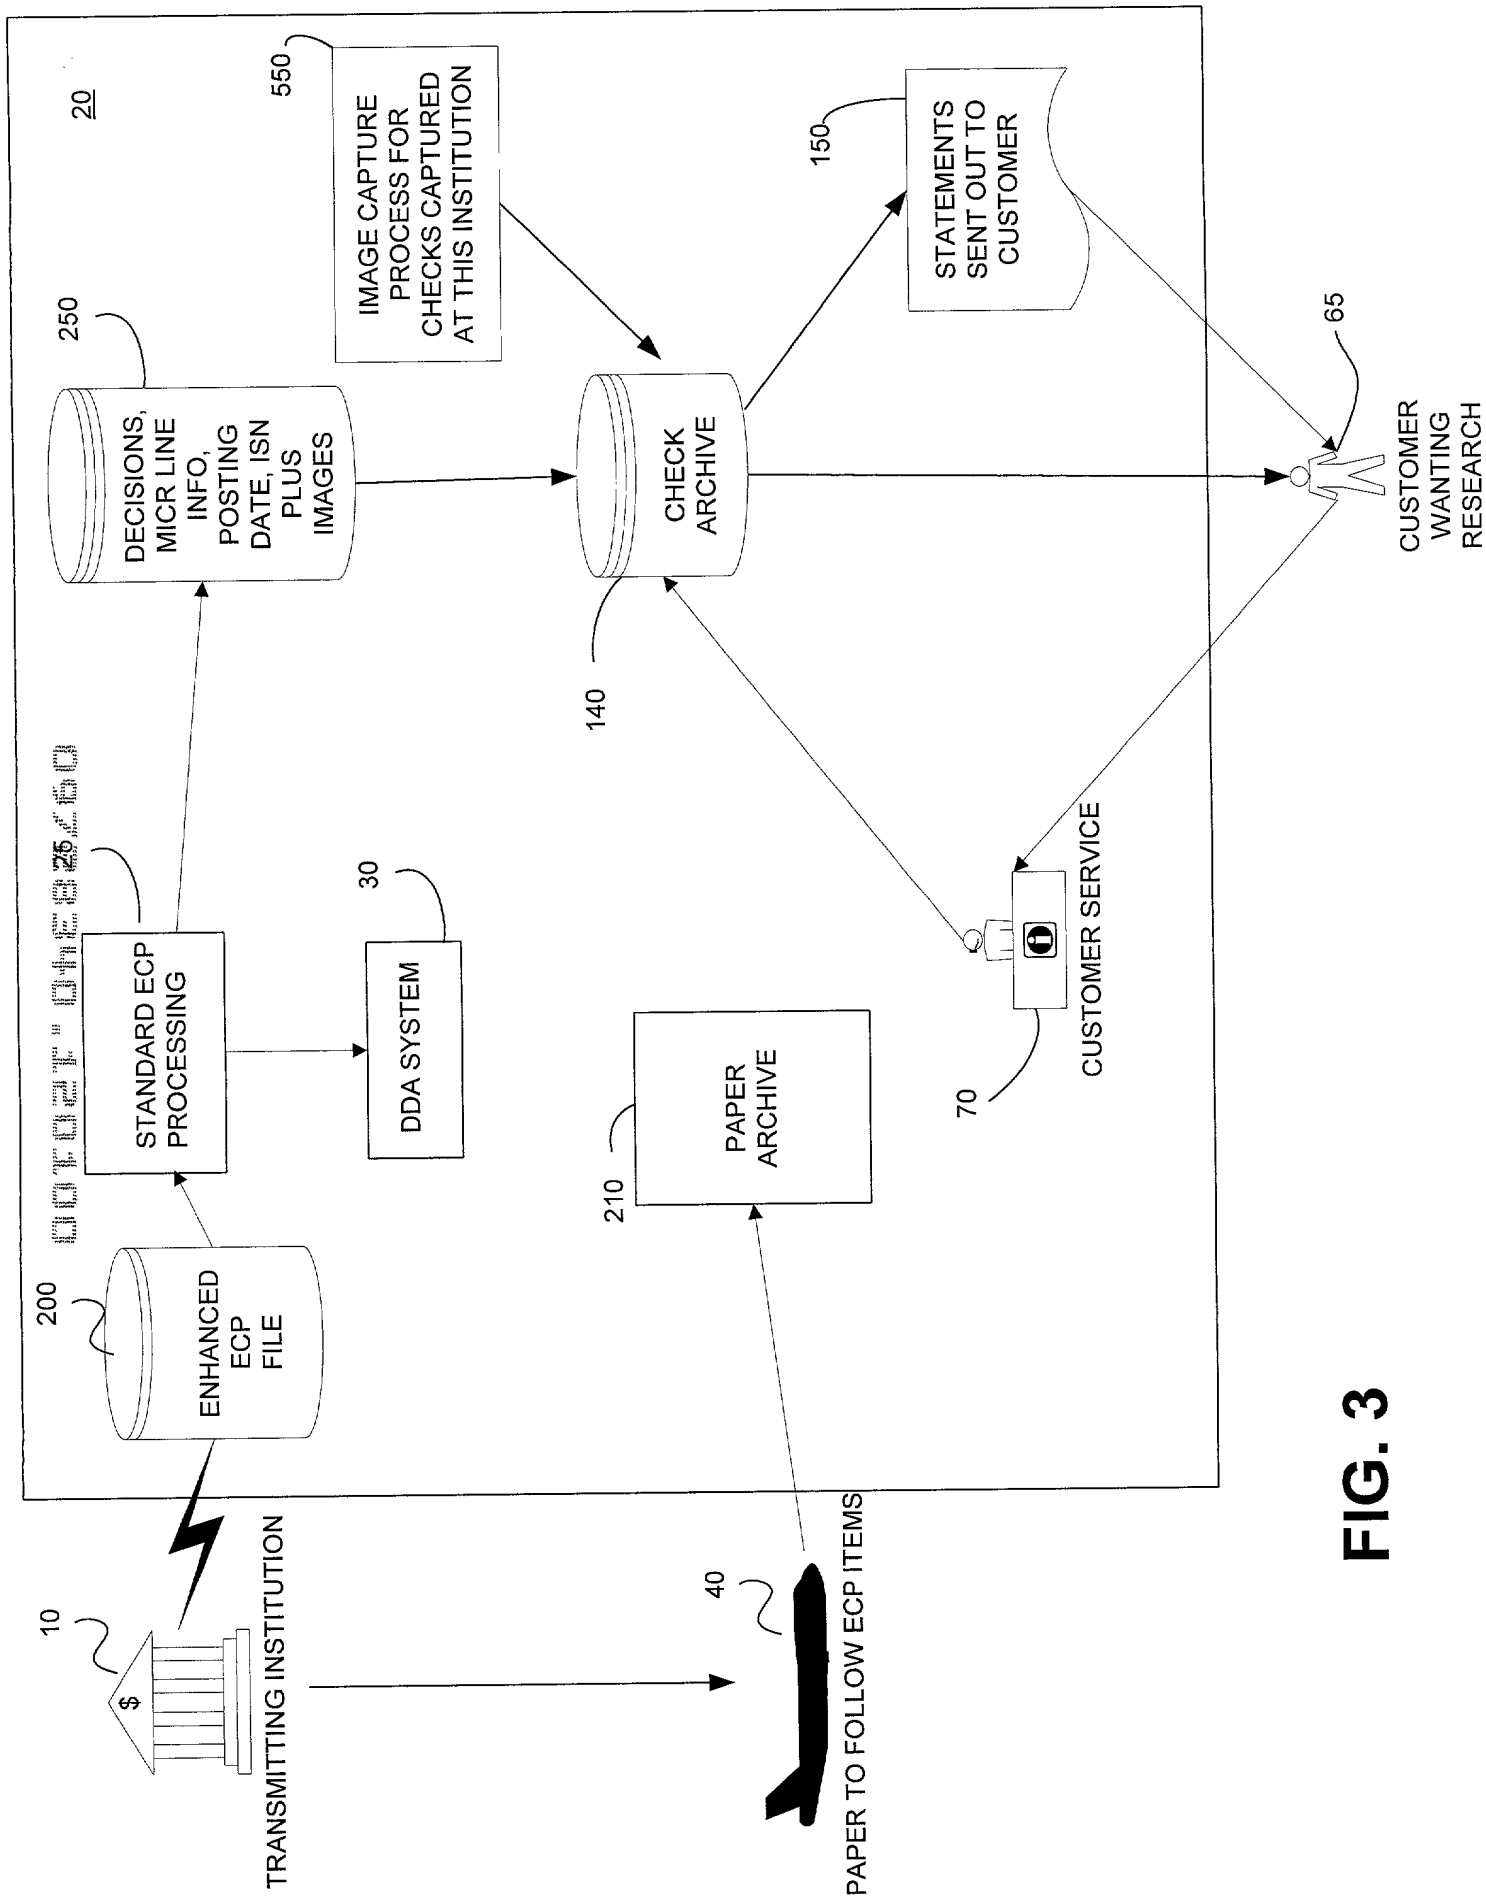 20
550
IMAGE CAPTURE
PROCESS FOR
CHECKS CAPTURED
AT THIS INSTITUTION
250
DECISIONS,
MICR LINE
INFO,
POSTING
DATE, ISN
PLUS
IMAGES
150
STATEMENTS
SENT OUT TO
CUSTOMER
CHECK
ARCHIVE
140
65
CUSTOMER
WANTING
RESEARCH
STANDARD ECP
PROCESSING
30
DDA SYSTEM
200
ENHANCED
ECP
FILE
210
PAPER
ARCHIVE
70
CUSTOMER SERVICE
10
$
TRANSMITTING INSTITUTION
40
PAPER TO FOLLOW ECP ITEMS
FIG. 3